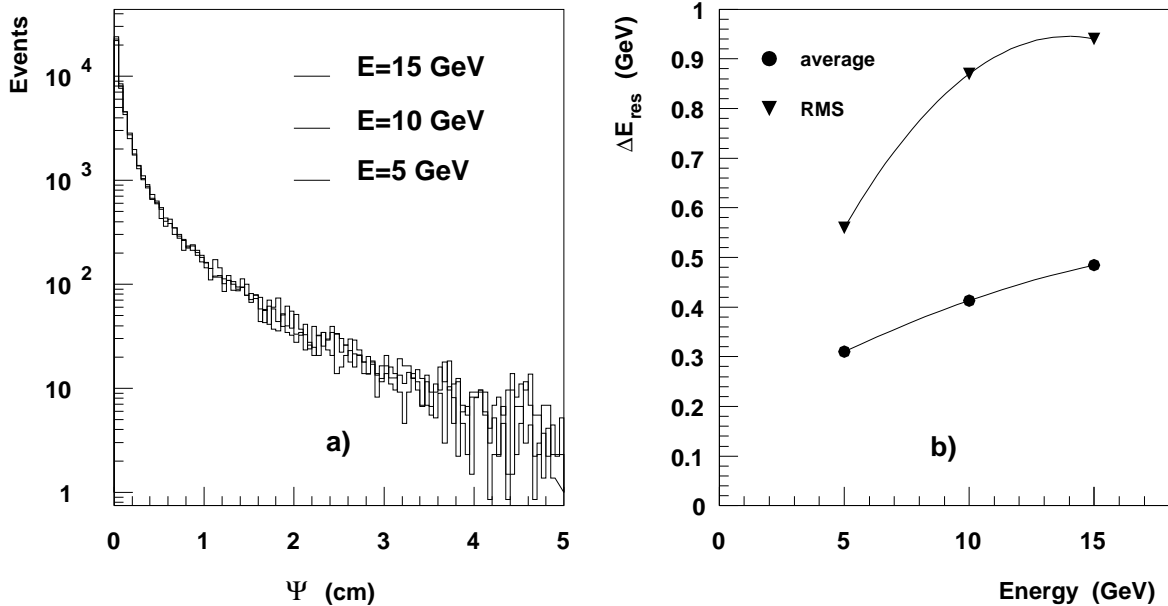 Events
10^4
10^3
10^2
10
1
E=15 GeV
E=10 GeV
E=5 GeV
a)
0 1 2 3 4 5
Ψ (cm)
ΔE_res (GeV)
1
0.9
0.8
0.7
0.6
0.5
0.4
0.3
0.2
0.1
0
average
RMS
b)
0 5 10 15
Energy (GeV)